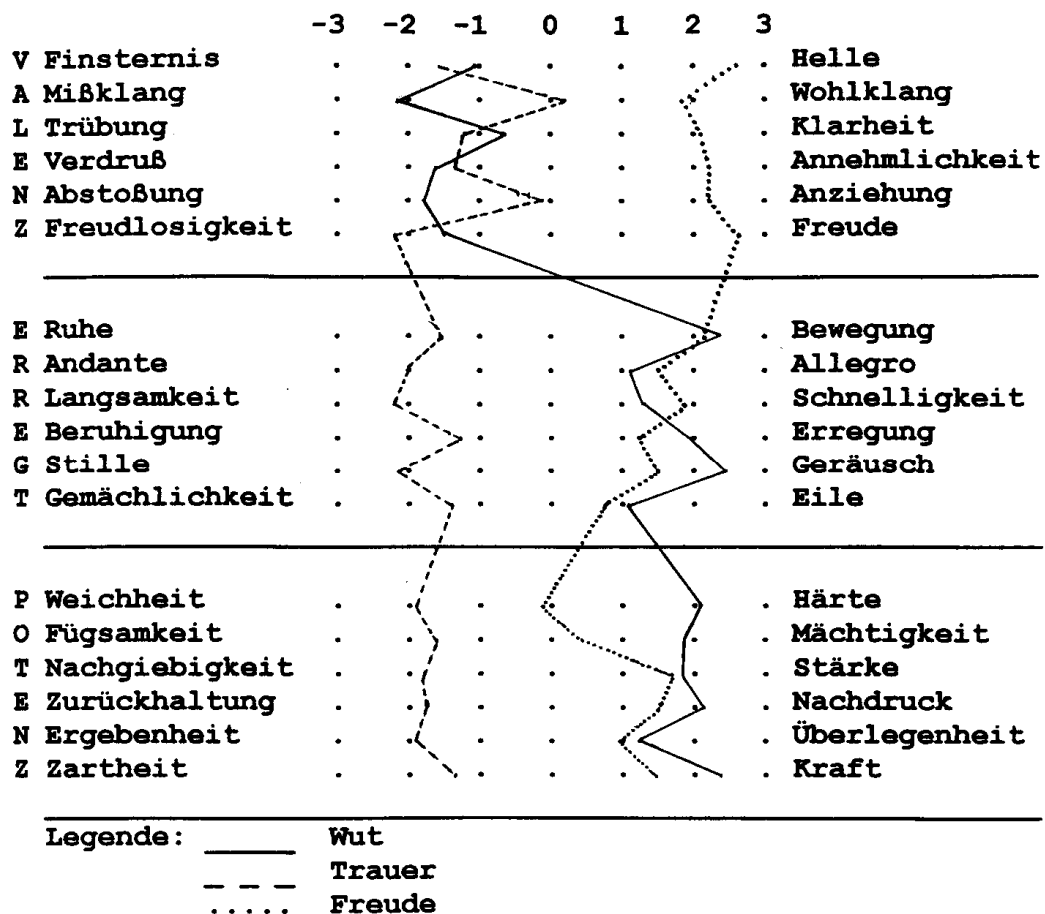 -3 -2 -1 0 1 2 3
V Finsternis Helle
A Mißklang Wohlklang
L Trübung Klarheit
E Verdruß Annehmlichkeit
N Abstoßung Anziehung
Z Freudlosigkeit Freude
E Ruhe Bewegung
R Andante Allegro
R Langsamkeit Schnelligkeit
E Beruhigung Erregung
G Stille Geräusch
T Gemächlichkeit Eile
P Weichheit Härte
O Fügsamkeit Mächtigkeit
T Nachgiebigkeit Stärke
E Zurückhaltung Nachdruck
N Ergebenheit Überlegenheit
Z Zartheit Kraft
Legende: Wut
Trauer
Freude